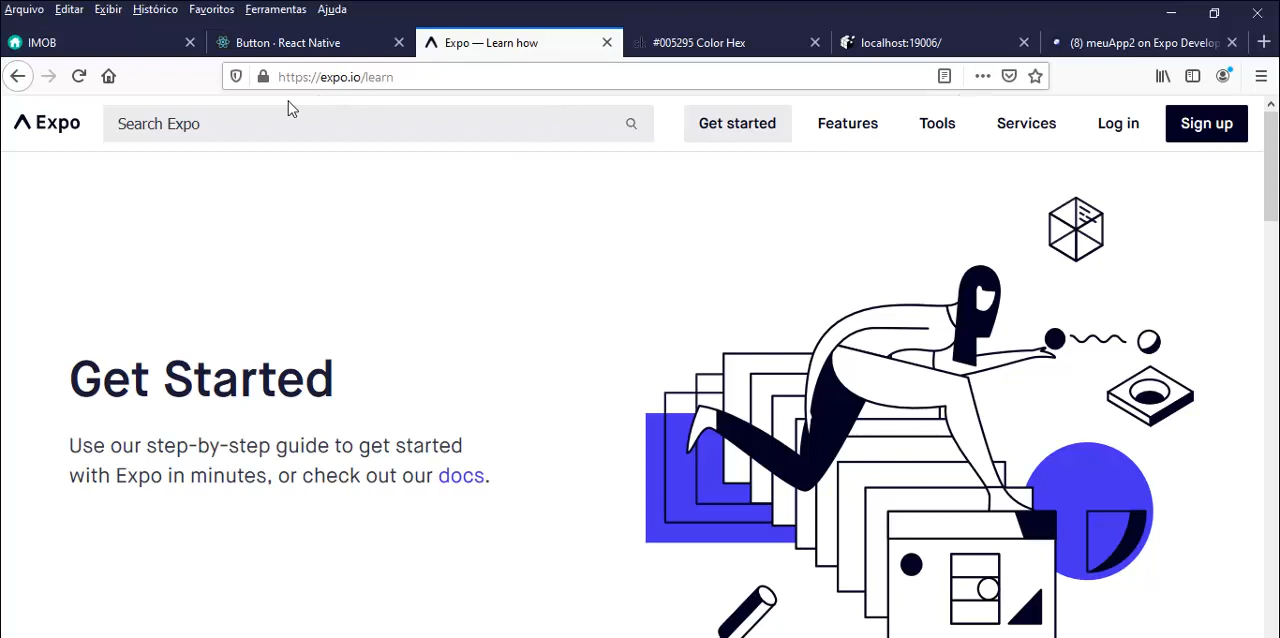 Arquivo Editar Exibir Histórico Favoritos Ferramentas Ajuda
IMOB
Button · React Native
Expo — Learn how
#005295 Color Hex
localhost:19006/
(8) meuApp2 on Expo Develop
https://expo.io/learn
Expo
Search Expo
Get started
Features
Tools
Services
Log in
Sign up
Get Started
Use our step-by-step guide to get started
with Expo in minutes, or check out our docs.